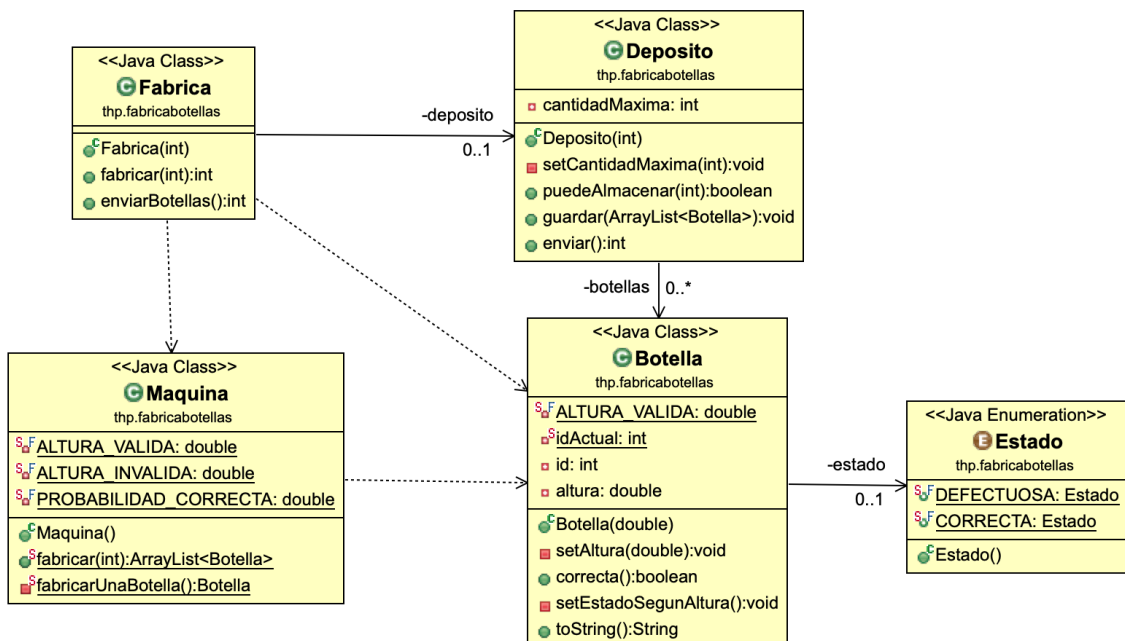 <<Java Class>>
C Fabrica
thp.fabricabotellas
C Fabrica(int)
fabricar(int):int
enviarBotellas():int
-deposito
0..1
<<Java Class>>
C Deposito
thp.fabricabotellas
cantidadMaxima: int
C Deposito(int)
setCantidadMaxima(int):void
puedeAlmacenar(int):boolean
guardar(ArrayList<Botella>):void
enviar():int
-botellas
0..*
<<Java Class>>
C Maquina
thp.fabricabotellas
S F ALTURA_VALIDA: double
S F ALTURA_INVALIDA: double
S F PROBABILIDAD_CORRECTA: double
C Maquina()
S fabricar(int):ArrayList<Botella>
S fabricarUnaBotella():Botella
<<Java Class>>
C Botella
thp.fabricabotellas
S F ALTURA_VALIDA: double
S idActual: int
id: int
altura: double
C Botella(double)
setAltura(double):void
correcta():boolean
setEstadoSegunAltura():void
toString():String
-estado
0..1
<<Java Enumeration>>
E Estado
thp.fabricabotellas
S F DEFECTUOSA: Estado
S F CORRECTA: Estado
C Estado()